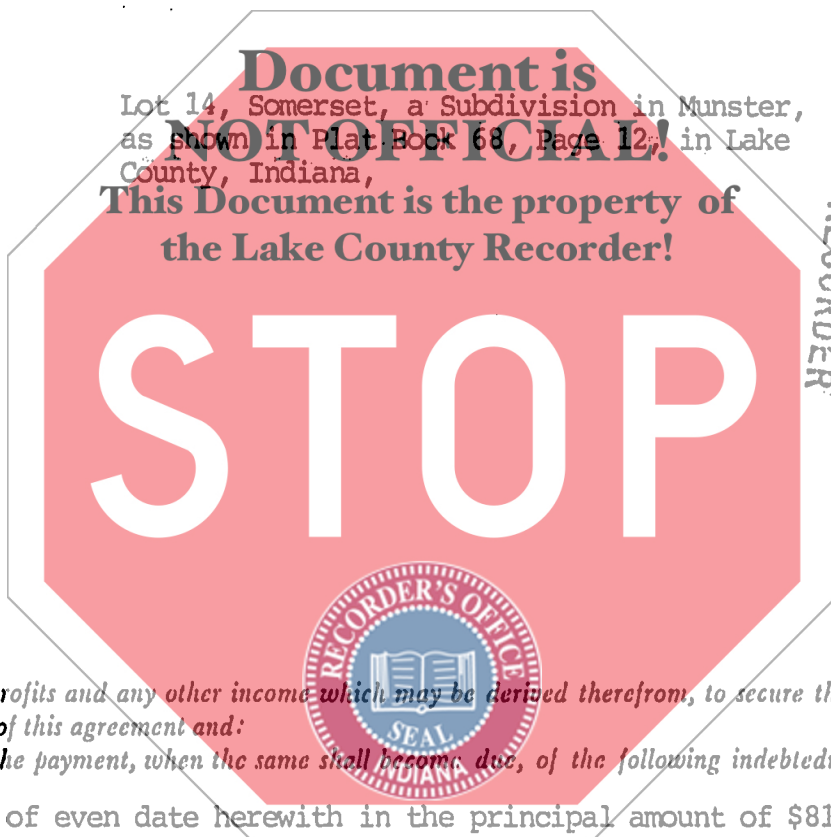 Document is
Lot 14, Somerset, a Subdivision in Munster,
NOT OFFICIAL!
as shown in Plat Book 68, Page 12, in Lake
County, Indiana,
This Document is the property of
the Lake County Recorder!
RECORDER
STOP
RECORDER'S OFFICE
SEAL
INDIANA
rofits and any other income which may be derived therefrom, to secure th
of this agreement and:
he payment, when the same shall become due, of the following indebted
of even date herewith in the principal amount of $81